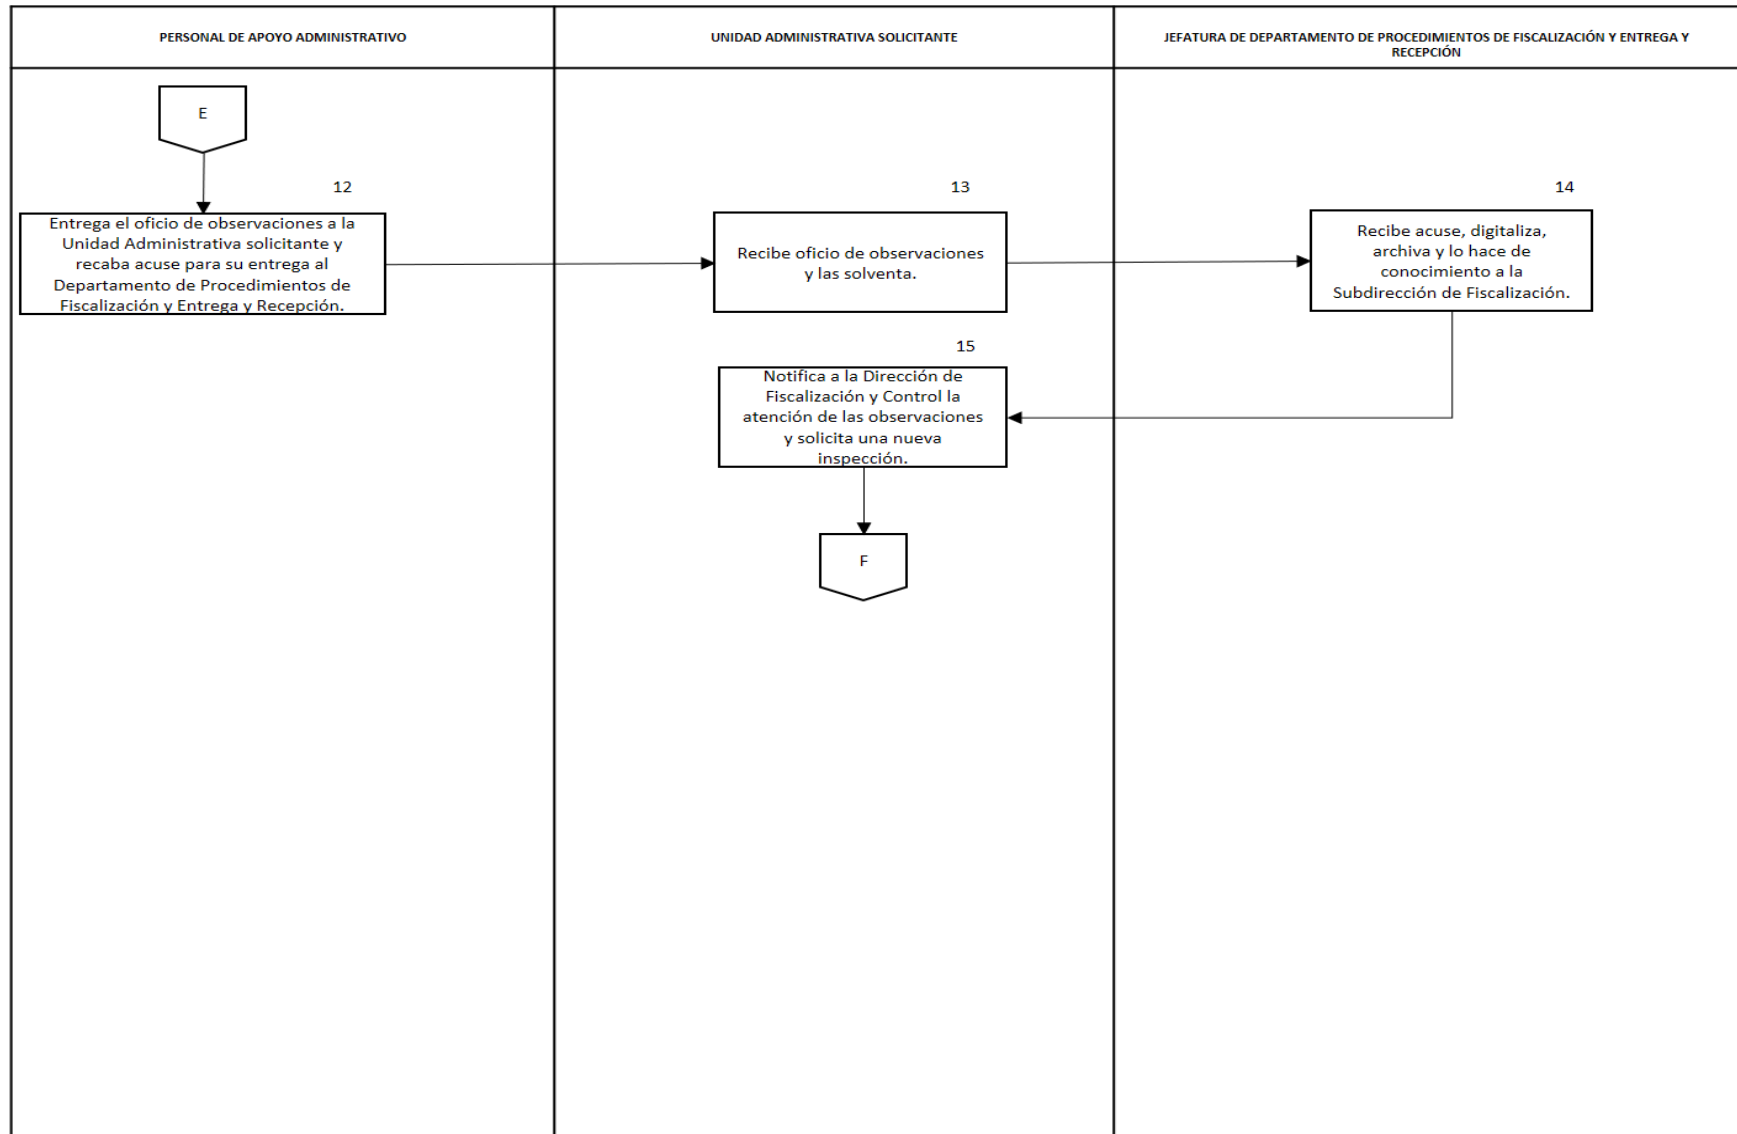 PERSONAL DE APOYO ADMINISTRATIVO
UNIDAD ADMINISTRATIVA SOLICITANTE
JEFATURA DE DEPARTAMENTO DE PROCEDIMIENTOS DE FISCALIZACIÓN Y ENTREGA Y
RECEPCIÓN
E
12
Entrega el oficio de observaciones a la
Unidad Administrativa solicitante y
recaba acuse para su entrega al
Departamento de Procedimientos de
Fiscalización y Entrega y Recepción.
13
Recibe oficio de observaciones
y las solventa.
14
Recibe acuse, digitaliza,
archiva y lo hace de
conocimiento a la
Subdirección de Fiscalización.
15
Notifica a la Dirección de
Fiscalización y Control la
atención de las observaciones
y solicita una nueva
inspección.
F